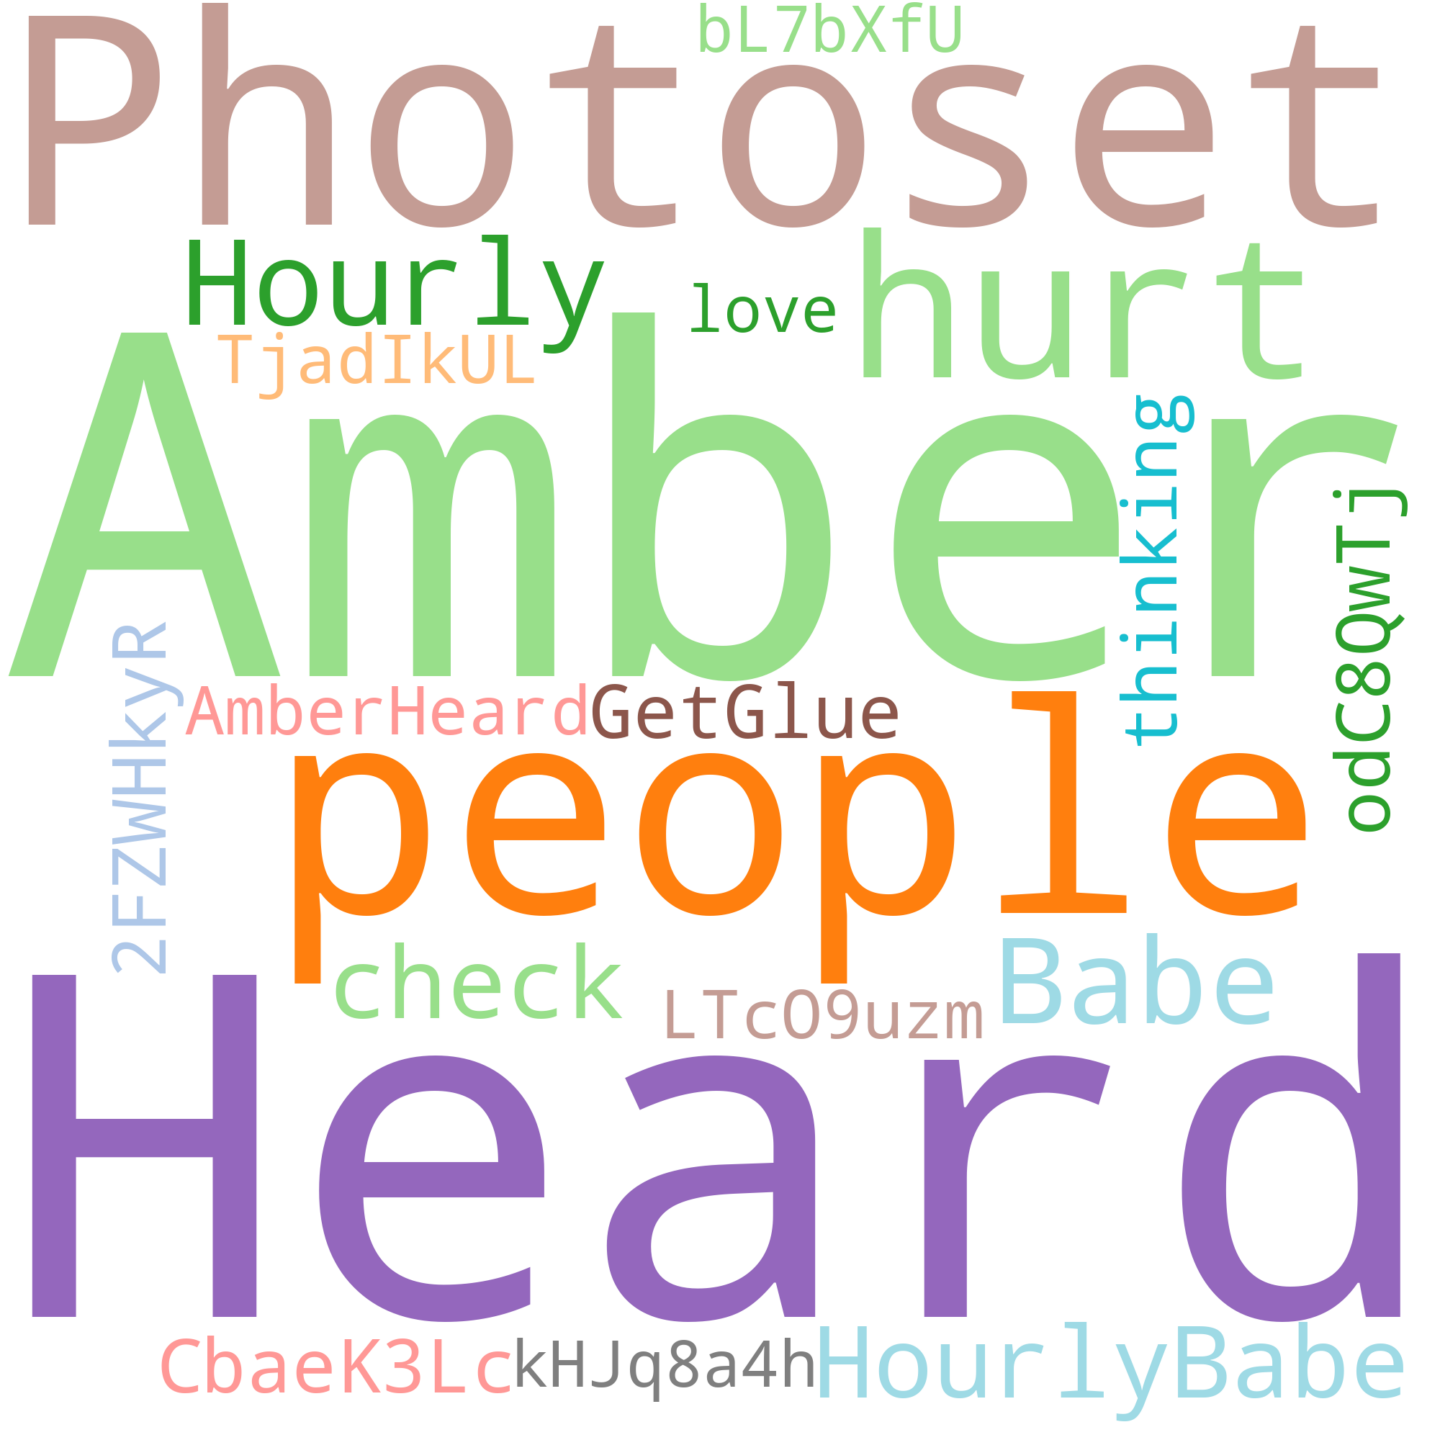 bL7bXfU
Photoset
Hourly
love
hurt
TjadIkUL
Amber
thinking
odC8QwTj
2FZWHkyR
AmberHeard
GetGlue
people
check
Babe
LTcO9uzm
Heard
CbaeK3Lc
kHJq8a4h
HourlyBabe